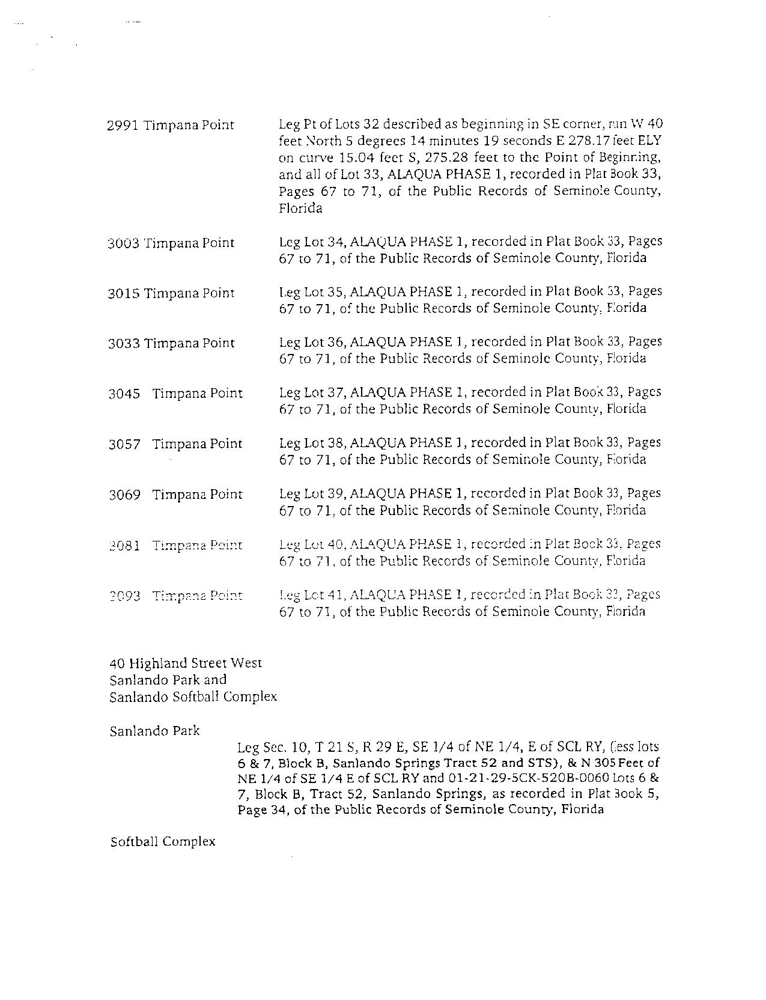 2991 Timpana Point Leg Pt of Lots 32 described as beginning in SE corner, run W 40
feet North 5 degrees 14 minutes 19 seconds E 278.17 feet ELY
on curve 15.04 feet S, 275.28 feet to the Point of Beginning,
and all of Lot 33, ALAQUA PHASE 1, recorded in Plat Book 33,
Pages 67 to 71, of the Public Records of Seminole County,
Florida
3003 Timpana Point Leg Lot 34, ALAQUA PHASE 1, recorded in Plat Book 33, Pages
67 to 71, of the Public Records of Seminole County, Florida
3015 Timpana Point Leg Lot 35, ALAQUA PHASE 1, recorded in Plat Book 33, Pages
67 to 71, of the Public Records of Seminole County, Florida
3033 Timpana Point Leg Lot 36, ALAQUA PHASE 1, recorded in Plat Book 33, Pages
67 to 71, of the Public Records of Seminole County, Florida
3045 Timpana Point Leg Lot 37, ALAQUA PHASE 1, recorded in Plat Book 33, Pages
67 to 71, of the Public Records of Seminole County, Florida
3057 Timpana Point Leg Lot 38, ALAQUA PHASE 1, recorded in Plat Book 33, Pages
67 to 71, of the Public Records of Seminole County, Florida
3069 Timpana Point Leg Lot 39, ALAQUA PHASE 1, recorded in Plat Book 33, Pages
67 to 71, of the Public Records of Seminole County, Florida
3081 Timpana Point Leg Lot 40, ALAQUA PHASE 1, recorded in Plat Book 33, Pages
67 to 71, of the Public Records of Seminole County, Florida
3093 Timpana Point Leg Lot 41, ALAQUA PHASE 1, recorded in Plat Book 33, Pages
67 to 71, of the Public Records of Seminole County, Florida
40 Highland Street West
Sanlando Park and
Sanlando Softball Complex
Sanlando Park
Leg Sec. 10, T 21 S, R 29 E, SE 1/4 of NE 1/4, E of SCL RY, (less lots
6 & 7, Block B, Sanlando Springs Tract 52 and STS), & N 305 Feet of
NE 1/4 of SE 1/4 E of SCL RY and 01-21-29-5CK-520B-0060 Lots 6 &
7, Block B, Tract 52, Sanlando Springs, as recorded in Plat Book 5,
Page 34, of the Public Records of Seminole County, Florida
Softball Complex